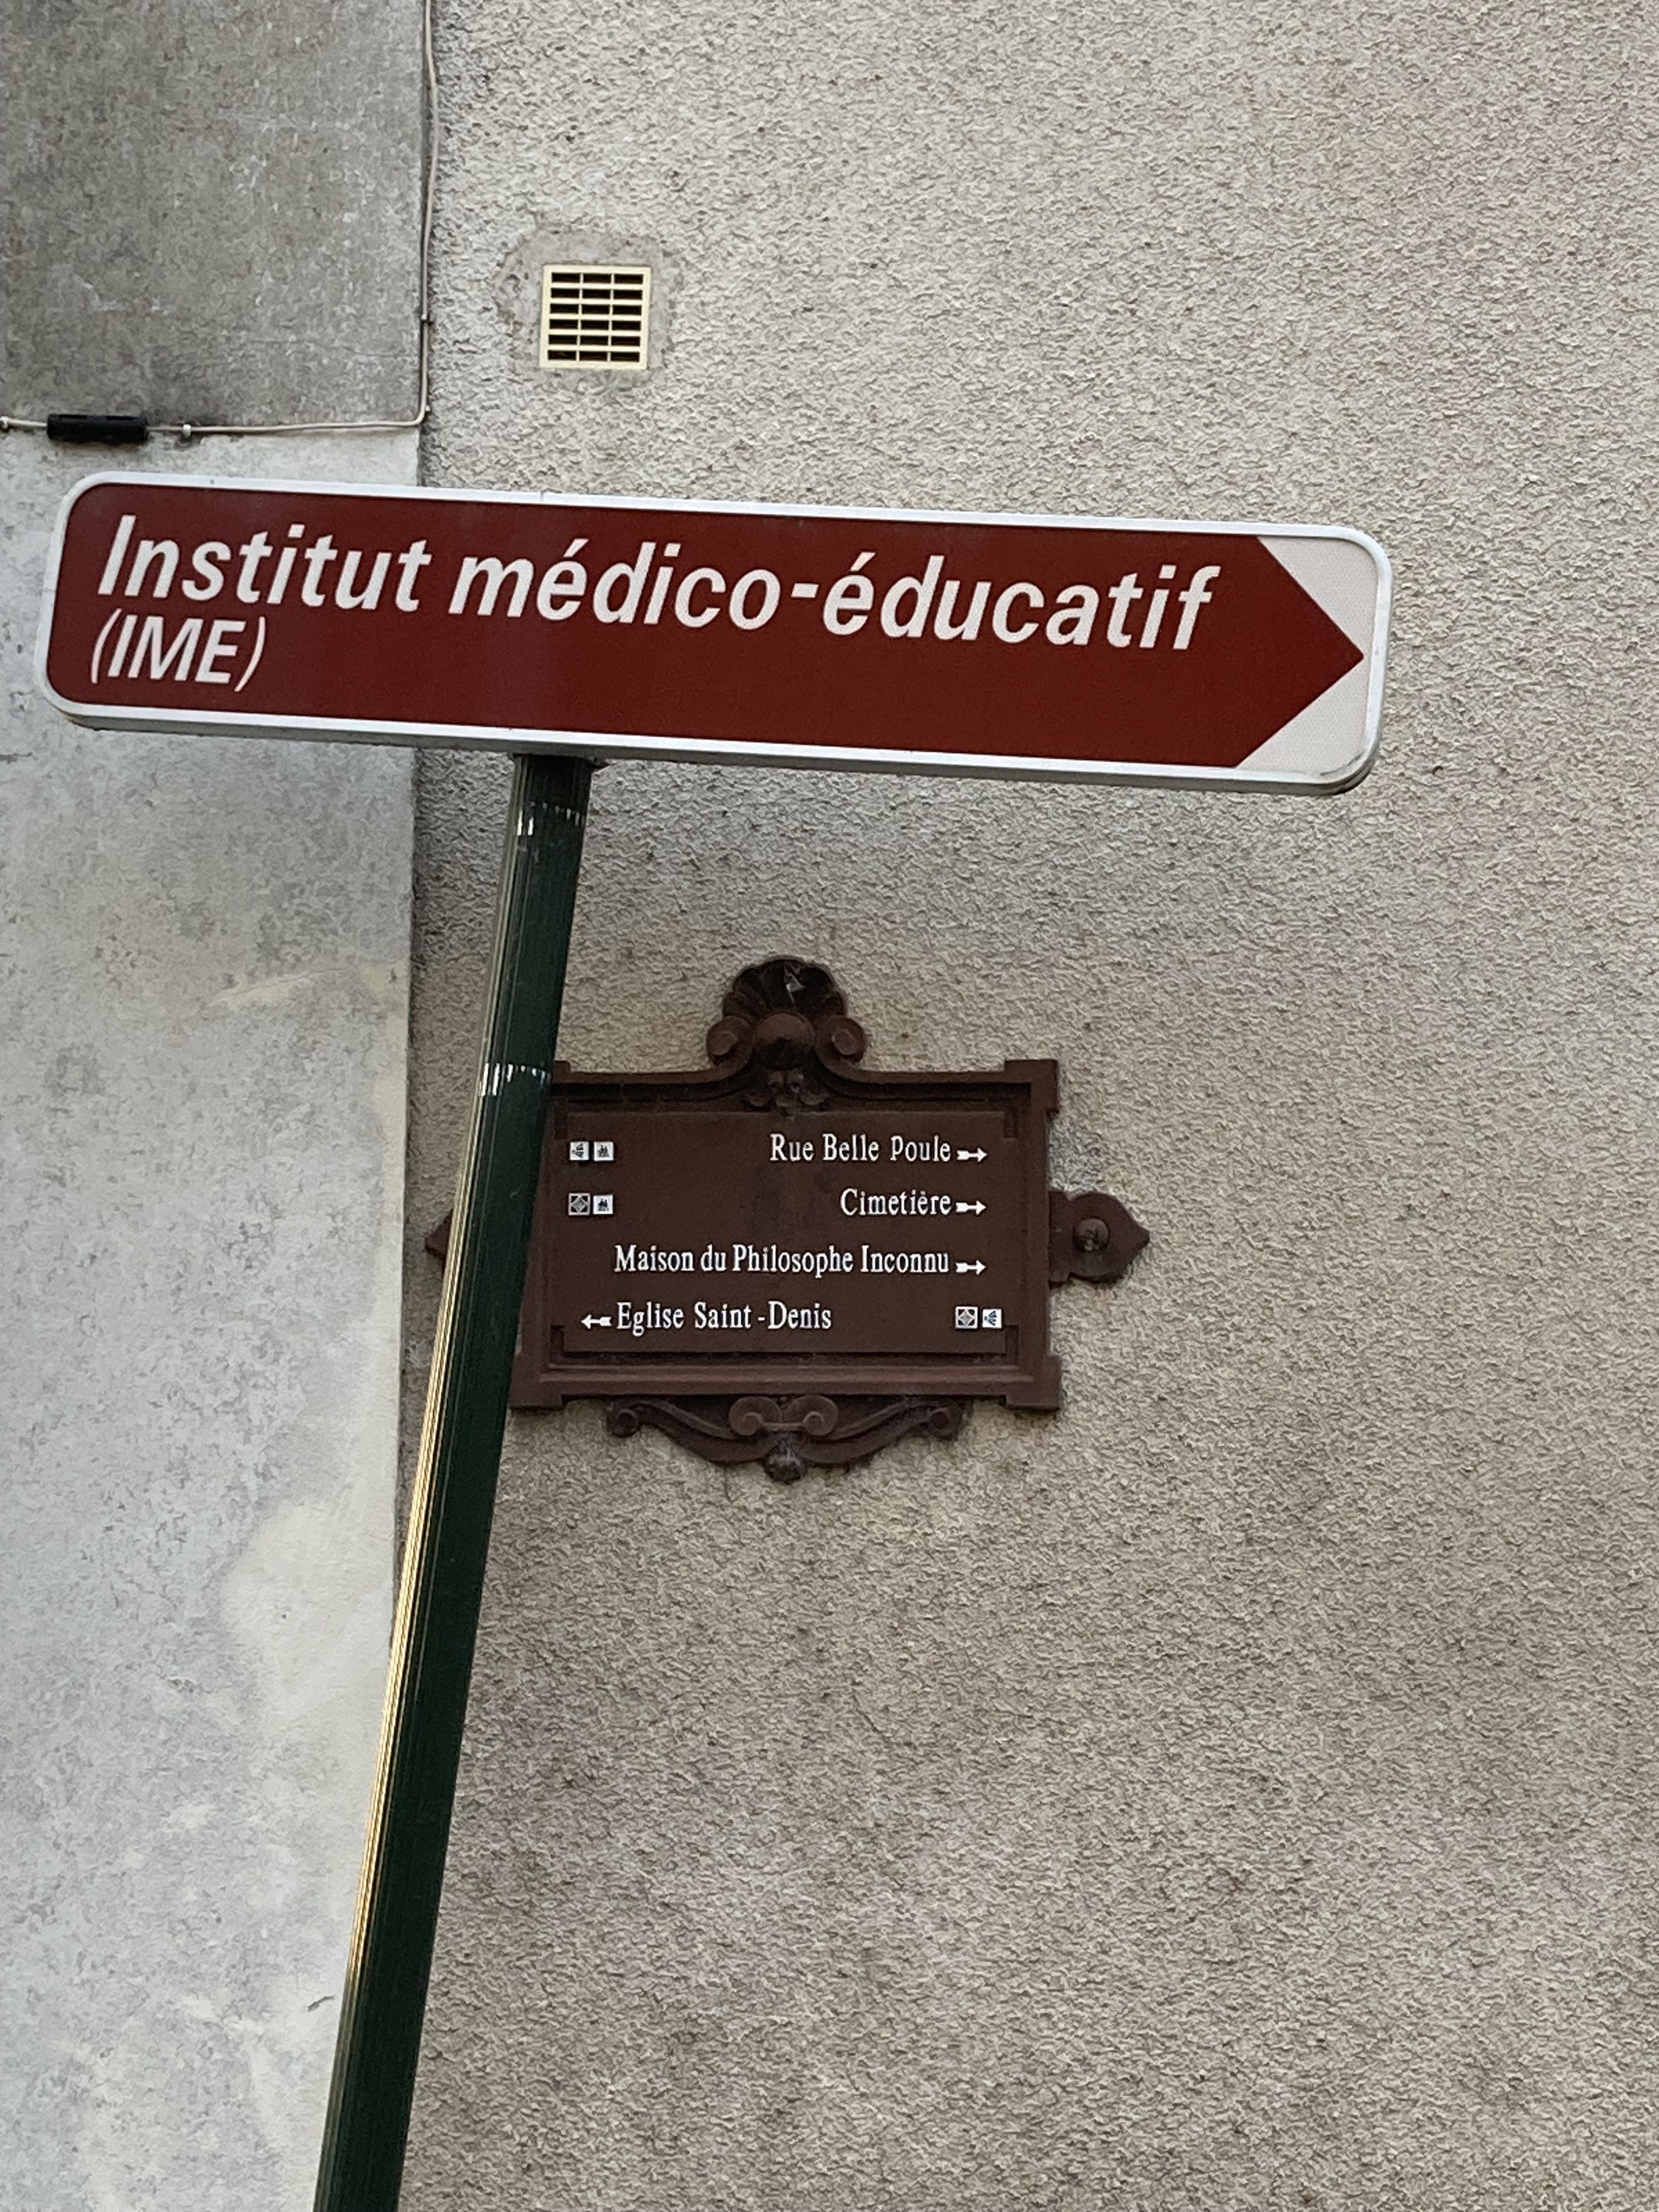 Institut médico-éducatif
(IME)
Rue Belle Poule
Cimetière
Maison du Philosophe Inconnu
Eglise Saint-Denis